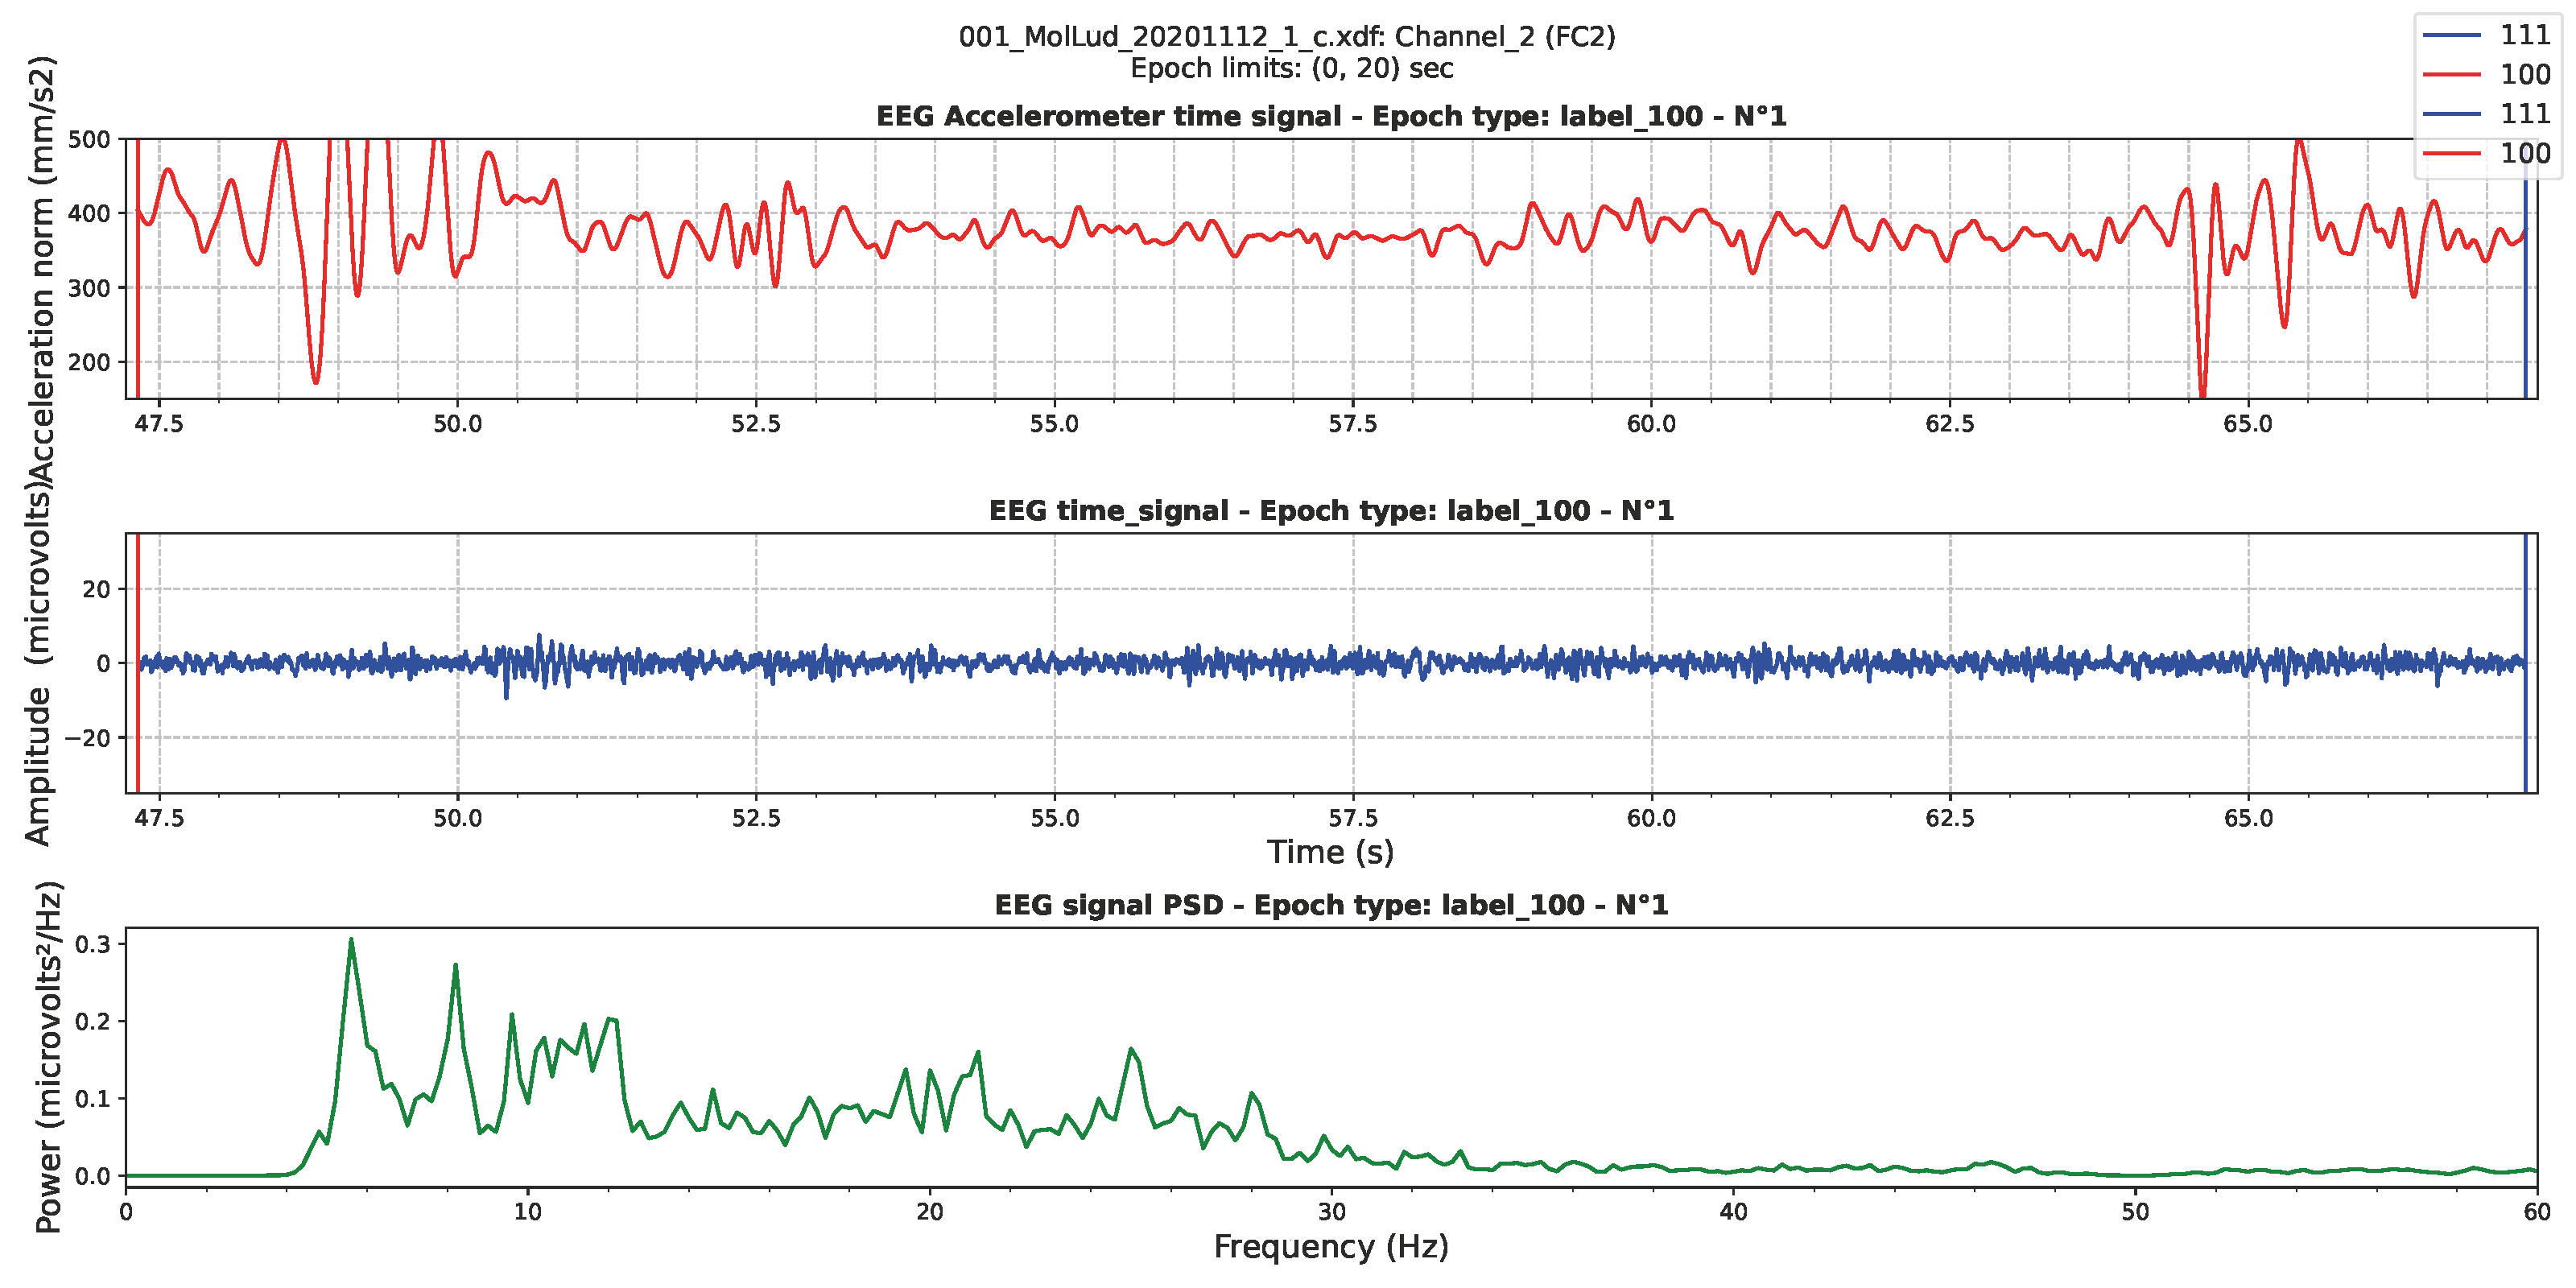 001_MolLud_20201112_1_c.xdf: Channel_2 (FC2)
Epoch limits: (0, 20) sec
111
100
111
100
EEG Accelerometer time signal - Epoch type: label_100 - N°1
Acceleration norm (mm/s2)
500
400
300
200
47.5 50.0 52.5 55.0 57.5 60.0 62.5 65.0
EEG time_signal - Epoch type: label_100 - N°1
Amplitude (microvolts)
20
0
−20
47.5 50.0 52.5 55.0 57.5 60.0 62.5 65.0
Time (s)
EEG signal PSD - Epoch type: label_100 - N°1
Power (microvolts²/Hz)
0.3
0.2
0.1
0.0
0 10 20 30 40 50 60
Frequency (Hz)